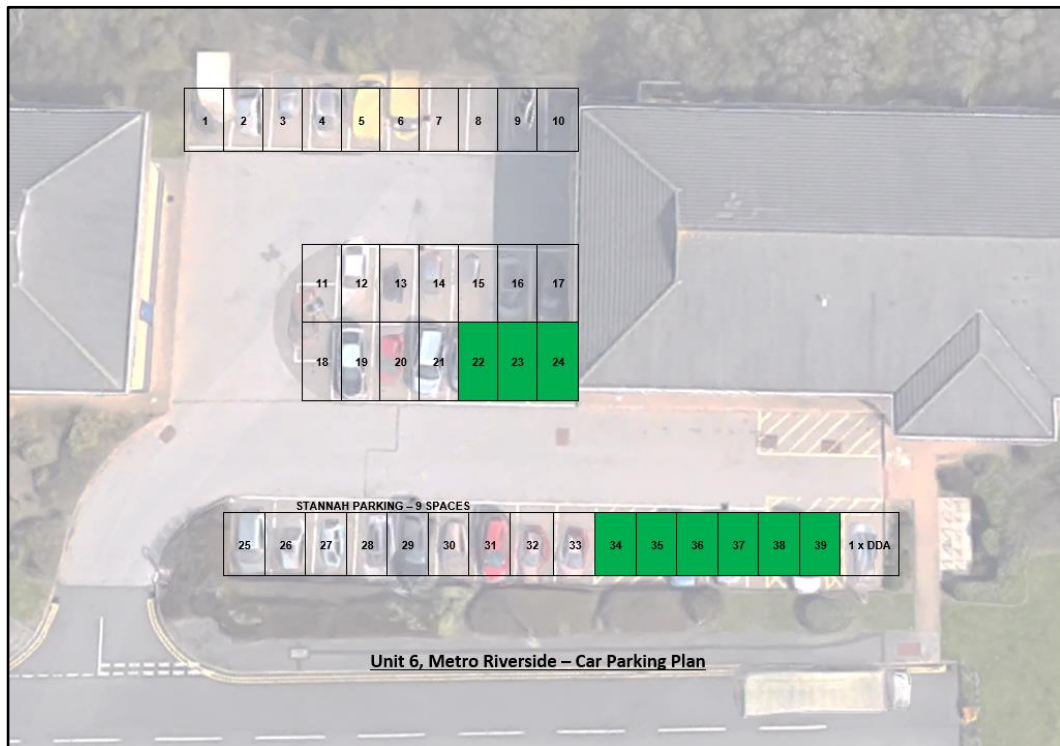 1 2 3 4 5 6 7 8 9 10
11 12 13 14 15 16 17
18 19 20 21 22 23 24
STANNAH PARKING – 9 SPACES
25 26 27 28 29 30 31 32 33 34 35 36 37 38 39 1 x DDA
Unit 6, Metro Riverside – Car Parking Plan